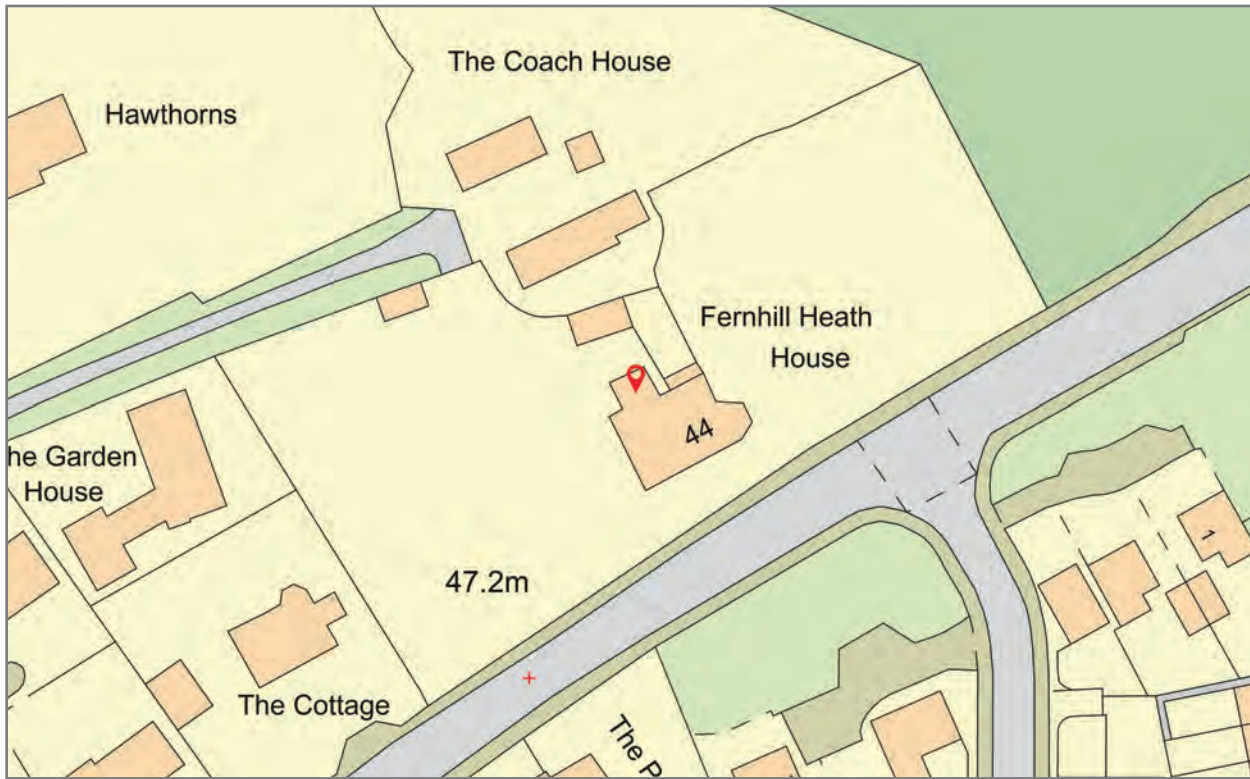 The Coach House
Hawthorns
Fernhill Heath
House
44
he Garden
House
1
47.2m
The Cottage
The P